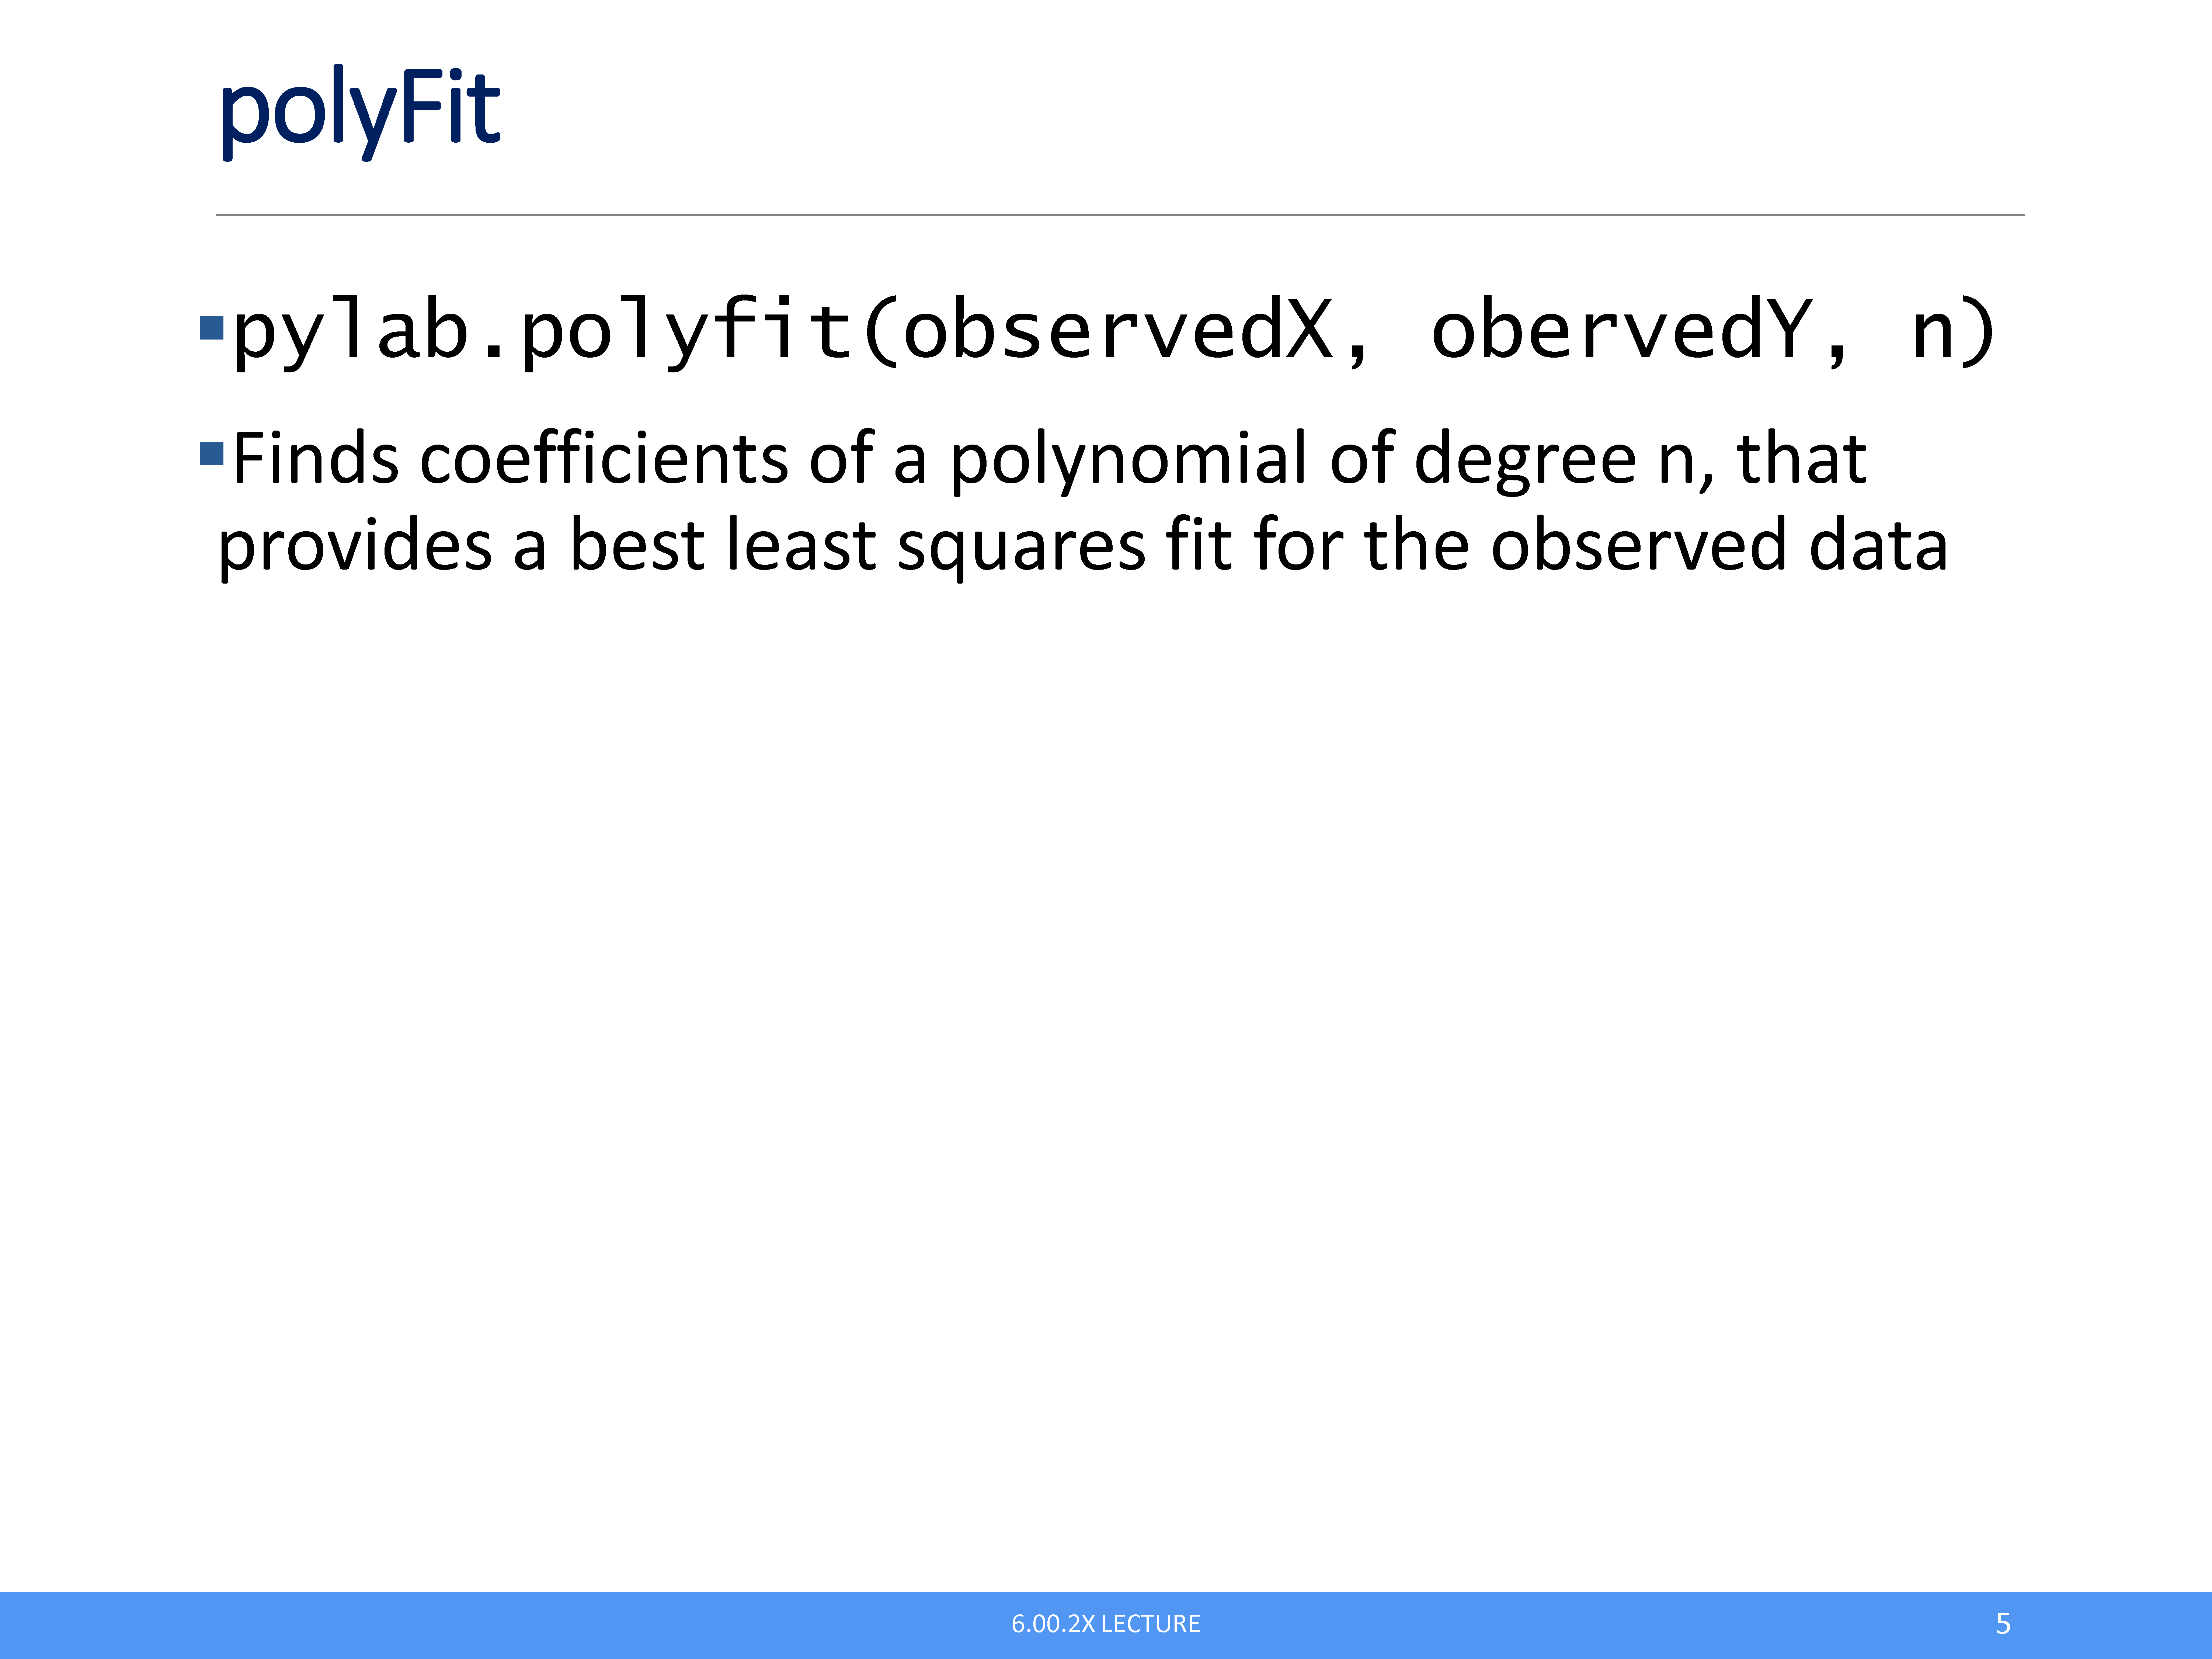 polyFit
▪pylab.polyfit(observedX, obervedY, n)
▪Finds coefficients of a polynomial of degree n, that
provides a best least squares fit for the observed data
6.00.2X LECTURE
5